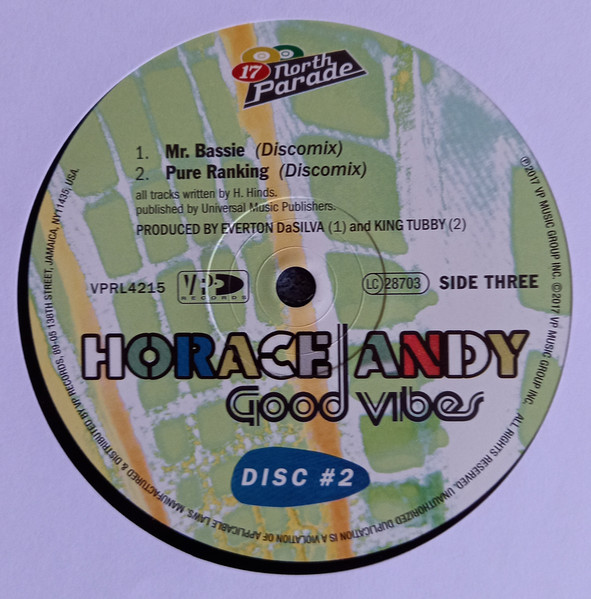 17 North
Parade
1. Mr. Bassie (Discomix)
2. Pure Ranking (Discomix)
all tracks written by H. Hinds.
published by Universal Music Publishers.
PRODUCED BY EVERTON DaSILVA (1) and KING TUBBY (2)
VPRL4215
VP
RECORDS
LC 28703
SIDE THREE
HORACE ANDY
Good vibes
DISC #2
℗2017 VP MUSIC GROUP INC. ©2017 VP MUSIC GROUP INC. ALL RIGHTS RESERVED. UNAUTHORIZED DUPLICATION IS A VIOLATION OF APPLICABLE LAWS. MANUFACTURED & DISTRIBUTED BY VP RECORDS, 89-05 138TH STREET, JAMAICA, NY11435, USA.